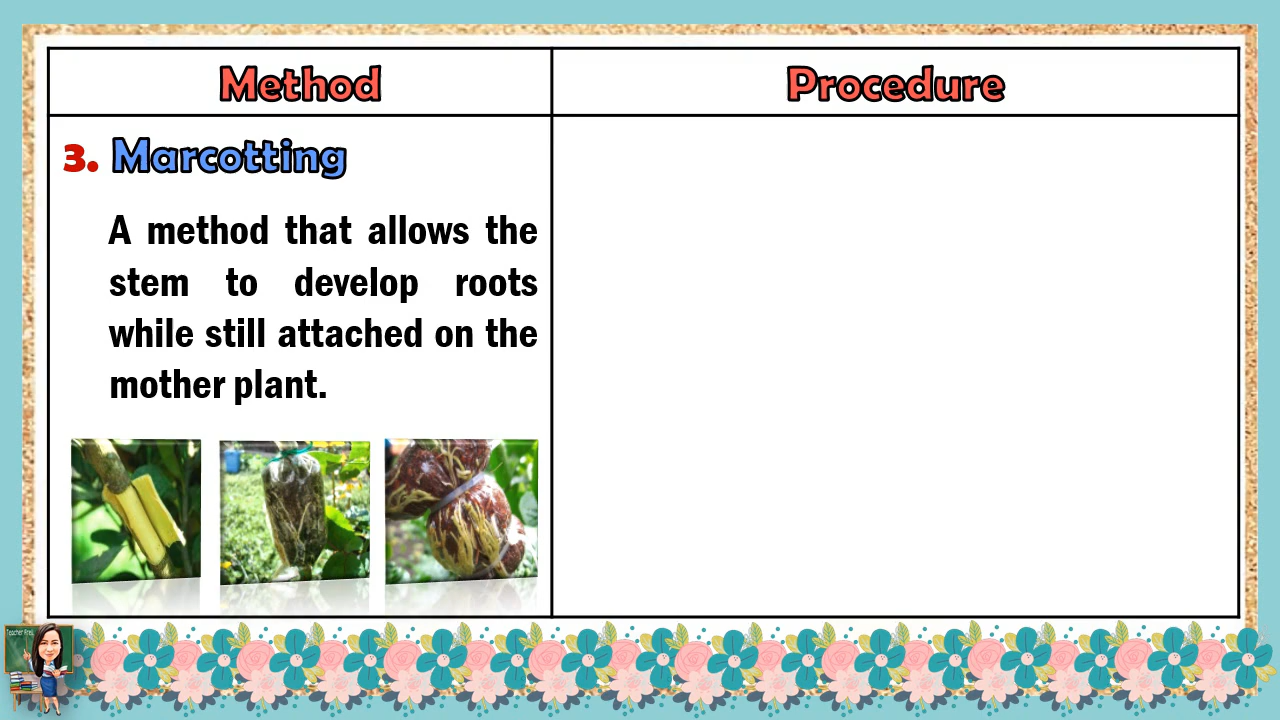 Method
Procedure
3. Marcotting
A method that allows the
stem to develop roots
while still attached on the
mother plant.